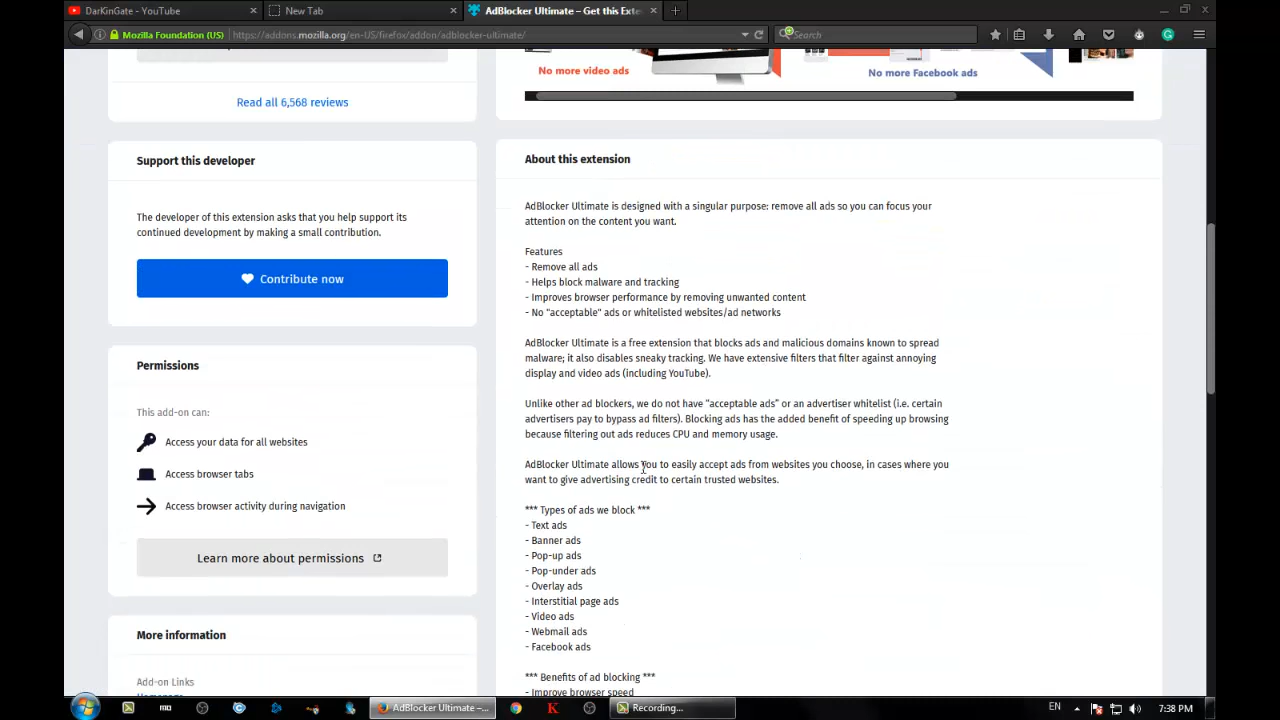 DarKinGate - YouTube
New Tab
AdBlocker Ultimate – Get this Exte
Mozilla Foundation (US)
https://addons.mozilla.org/en-US/firefox/addon/adblocker-ultimate/
Search
No more video ads
No more Facebook ads
Read all 6,568 reviews
Support this developer
The developer of this extension asks that you help support its
continued development by making a small contribution.
Contribute now
Permissions
This add-on can:
Access your data for all websites
Access browser tabs
Access browser activity during navigation
Learn more about permissions
More information
Add-on Links
Homepage
About this extension
AdBlocker Ultimate is designed with a singular purpose: remove all ads so you can focus your
attention on the content you want.
Features
- Remove all ads
- Helps block malware and tracking
- Improves browser performance by removing unwanted content
- No "acceptable" ads or whitelisted websites/ad networks
AdBlocker Ultimate is a free extension that blocks ads and malicious domains known to spread
malware; it also disables sneaky tracking. We have extensive filters that filter against annoying
display and video ads (including YouTube).
Unlike other ad blockers, we do not have "acceptable ads" or an advertiser whitelist (i.e. certain
advertisers pay to bypass ad filters). Blocking ads has the added benefit of speeding up browsing
because filtering out ads reduces CPU and memory usage.
AdBlocker Ultimate allows you to easily accept ads from websites you choose, in cases where you
want to give advertising credit to certain trusted websites.
*** Types of ads we block ***
- Text ads
- Banner ads
- Pop-up ads
- Pop-under ads
- Overlay ads
- Interstitial page ads
- Video ads
- Webmail ads
- Facebook ads
*** Benefits of ad blocking ***
- Improve browser speed
AdBlocker Ultimate –...
Recording...
EN
7:38 PM